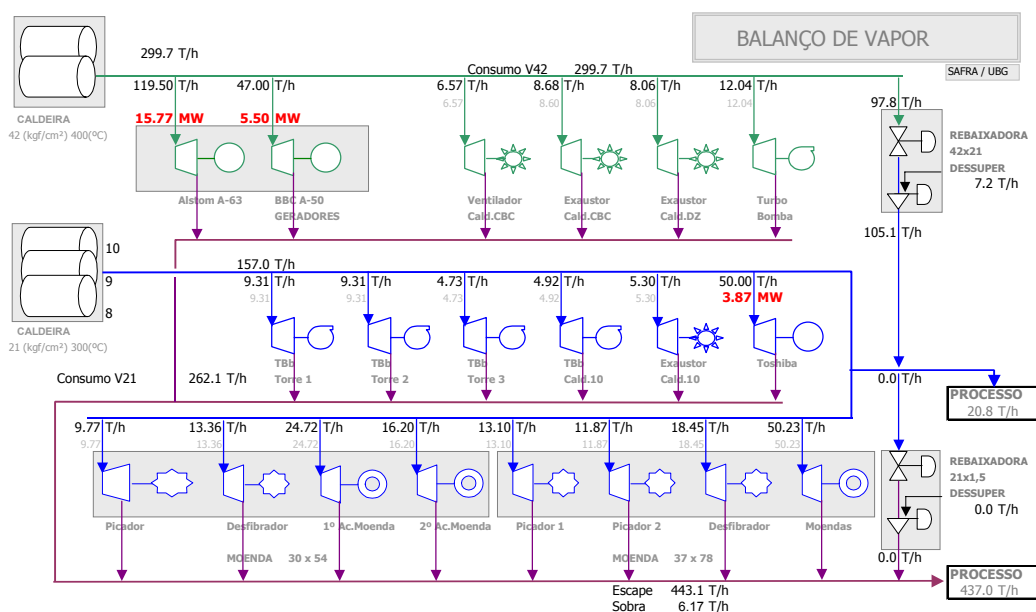 BALANÇO DE VAPOR
SAFRA / UBG
299.7 T/h
Consumo V42 299.7 T/h
119.50 T/h
47.00 T/h
6.57 T/h
8.68 T/h
8.06 T/h
12.04 T/h
6.57
8.60
8.06
12.04
97.8 T/h
CALDEIRA
42 (kgf/cm²) 400(ºC)
15.77 MW
5.50 MW
REBAIXADORA
42x21
DESSUPER
7.2 T/h
Alstom A-63
BBC A-50
GERADORES
Ventilador
Cald.CBC
Exaustor
Cald.CBC
Exaustor
Cald.DZ
Turbo
Bomba
105.1 T/h
10
9
8
CALDEIRA
21 (kgf/cm²) 300(ºC)
157.0 T/h
9.31 T/h
9.31 T/h
4.73 T/h
4.92 T/h
5.30 T/h
50.00 T/h
9.31
9.31
4.73
4.92
5.30
3.87 MW
TBb
Torre 1
TBb
Torre 2
TBb
Torre 3
TBb
Cald.10
Exaustor
Cald.10
Toshiba
Consumo V21 262.1 T/h
0.0 T/h
PROCESSO
20.8 T/h
9.77 T/h
13.36 T/h
24.72 T/h
16.20 T/h
13.10 T/h
11.87 T/h
18.45 T/h
50.23 T/h
9.77
13.36
24.72
16.20
13.10
11.87
18.45
50.23
REBAIXADORA
21x1,5
DESSUPER
0.0 T/h
Picador
Desfibrador
1º Ac.Moenda
2º Ac.Moenda
Picador 1
Picador 2
Desfibrador
Moendas
MOENDA 30 x 54
MOENDA 37 x 78
0.0 T/h
PROCESSO
437.0 T/h
Escape 443.1 T/h
Sobra 6.17 T/h